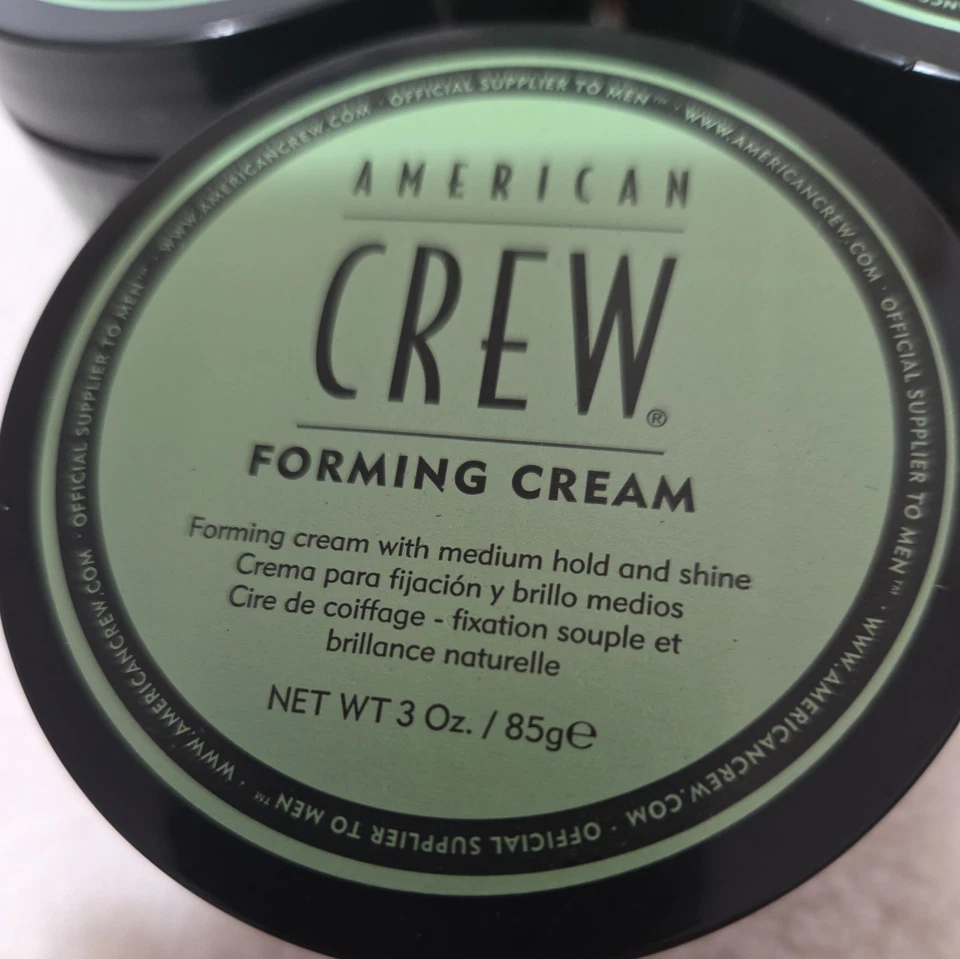 AMERICAN
CREW®
FORMING CREAM
Forming cream with medium hold and shine
Crema para fijación y brillo medios
Cire de coiffage - fixation souple et
brillance naturelle
NET WT 3 Oz. / 85g℮
OFFICIAL SUPPLIER TO MEN™ · WWW.AMERICANCREW.COM · OFFICIAL SUPPLIER TO MEN™ · WWW.AMERICANCREW.COM · OFFICIAL SUPPLIER TO MEN™ · WWW.AMERICANCREW.COM · OFFICIAL SUPPLIER TO MEN™ · WWW.AMERICANCREW.COM ·